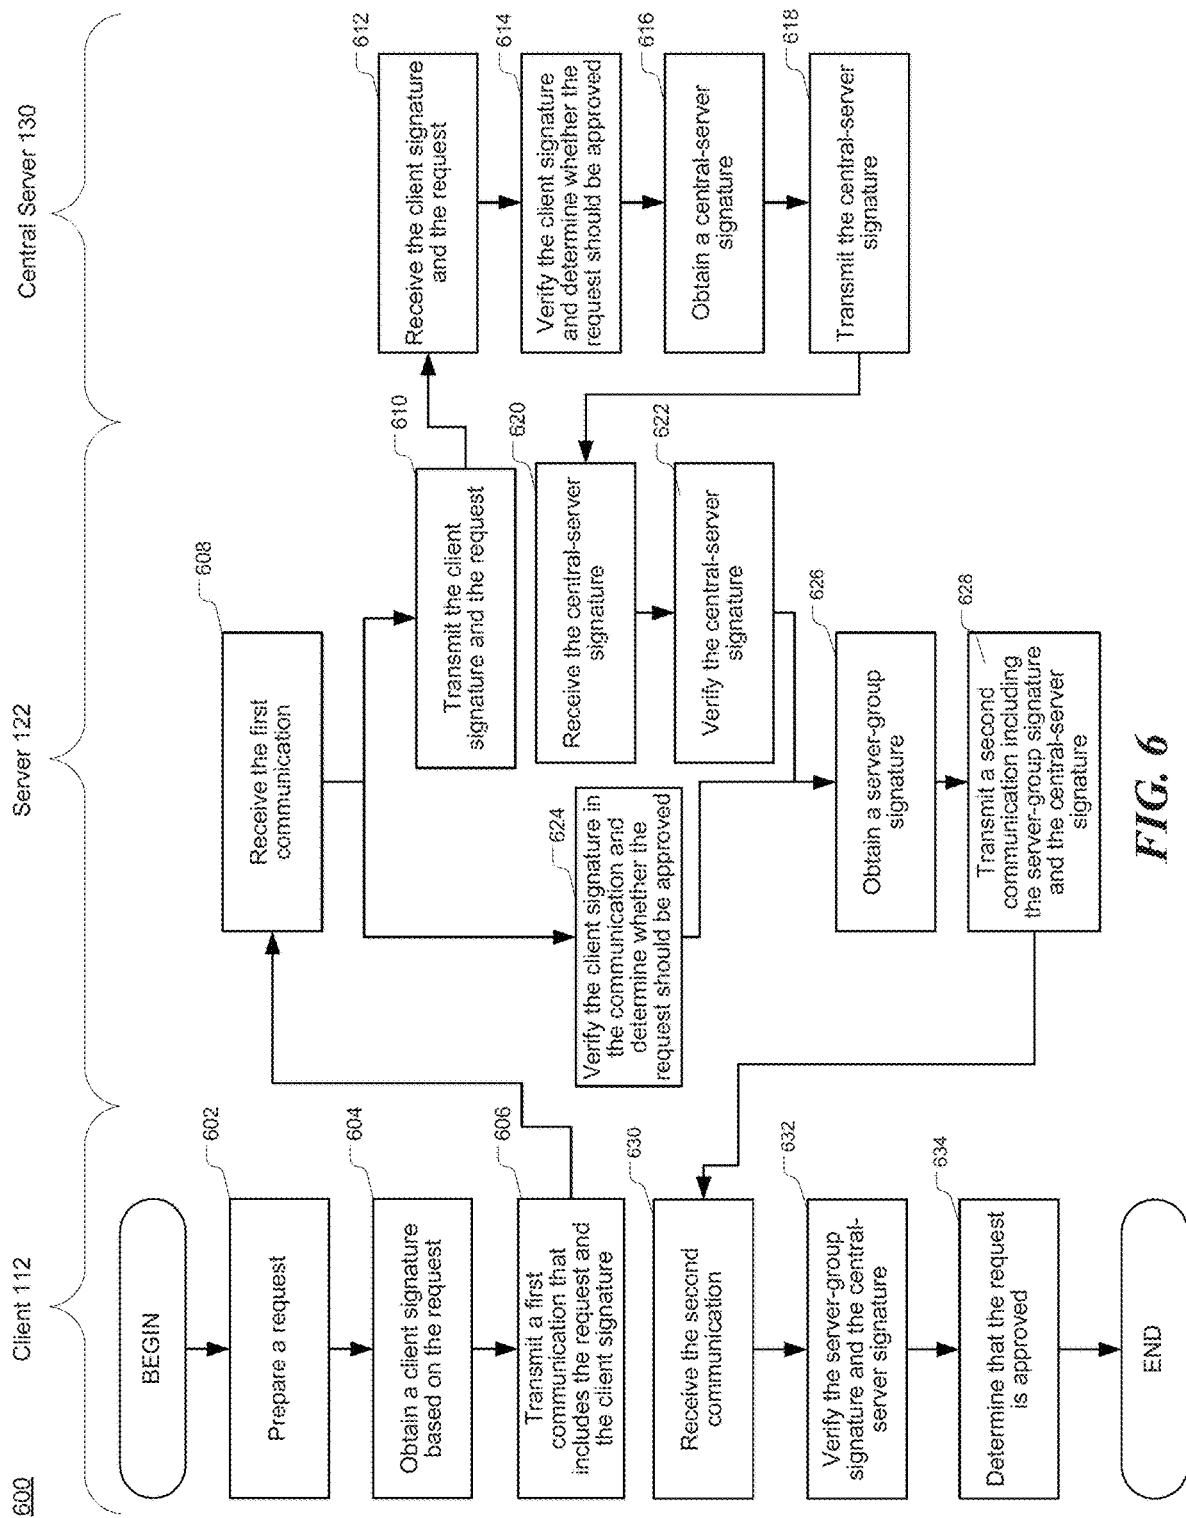 600
Client 112
Server 122
Central Server 130
BEGIN
602
Prepare a request
604
Obtain a client signature
based on the request
606
Transmit a first
communication that
includes the request and
the client signature
608
Receive the first
communication
610
Transmit the client
signature and the request
612
Receive the client signature
and the request
614
Verify the client signature
and determine whether the
request should be approved
616
Obtain a central-server
signature
618
Transmit the central-server
signature
620
Receive the central-server
signature
622
Verify the central-server
signature
624
Verify the client signature in
the communication and
determine whether the
request should be approved
626
Obtain a server-group
signature
628
Transmit a second
communication including
the server-group signature
and the central-server
signature
630
Receive the second
communication
632
Verify the server-group
signature and the central-
server signature
634
Determine that the request
is approved
END
FIG. 6